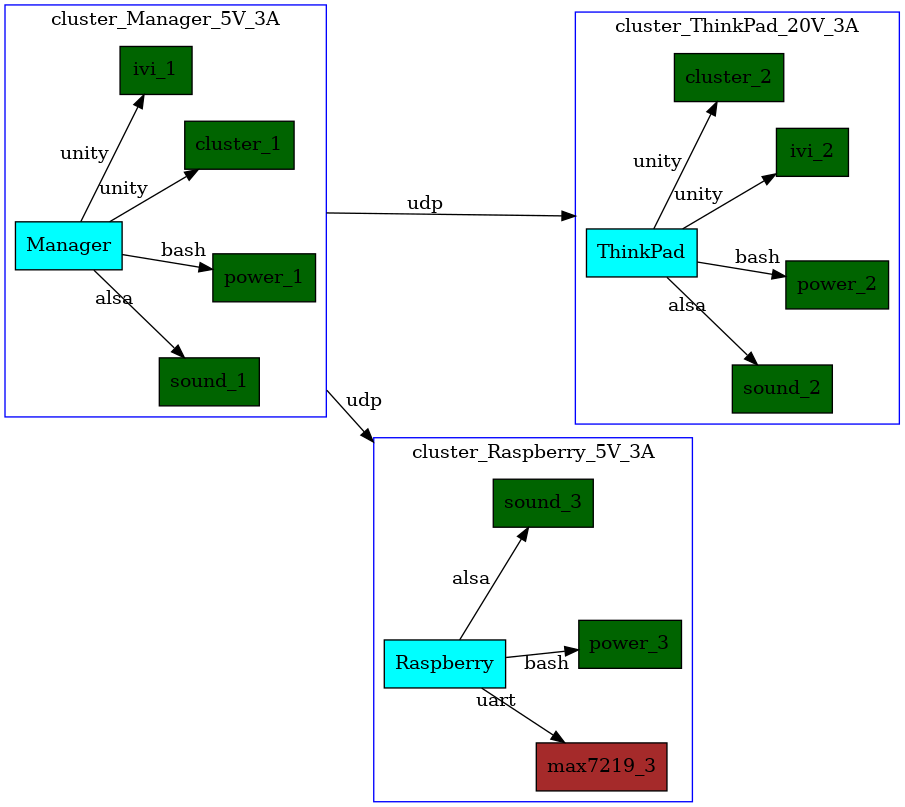 cluster_Manager_5V_3A
ivi_1
unity
cluster_1
unity
Manager
bash
power_1
alsa
sound_1
udp
udp
cluster_ThinkPad_20V_3A
cluster_2
unity
ivi_2
unity
ThinkPad
bash
power_2
alsa
sound_2
cluster_Raspberry_5V_3A
sound_3
alsa
power_3
Raspberry
bash
uart
max7219_3